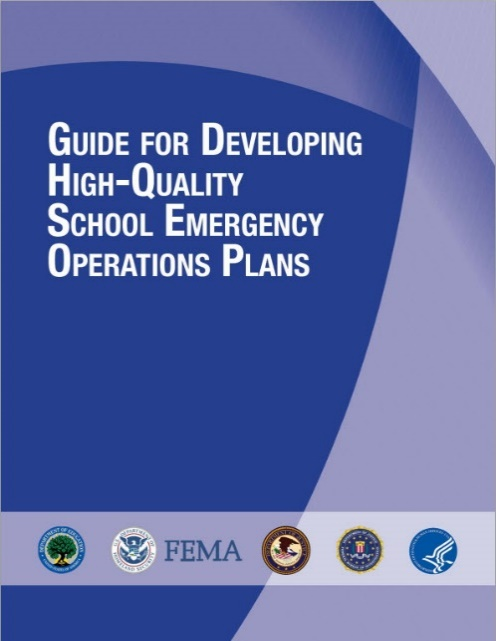 GUIDE FOR DEVELOPING
HIGH-QUALITY
SCHOOL EMERGENCY
OPERATIONS PLANS
FEMA